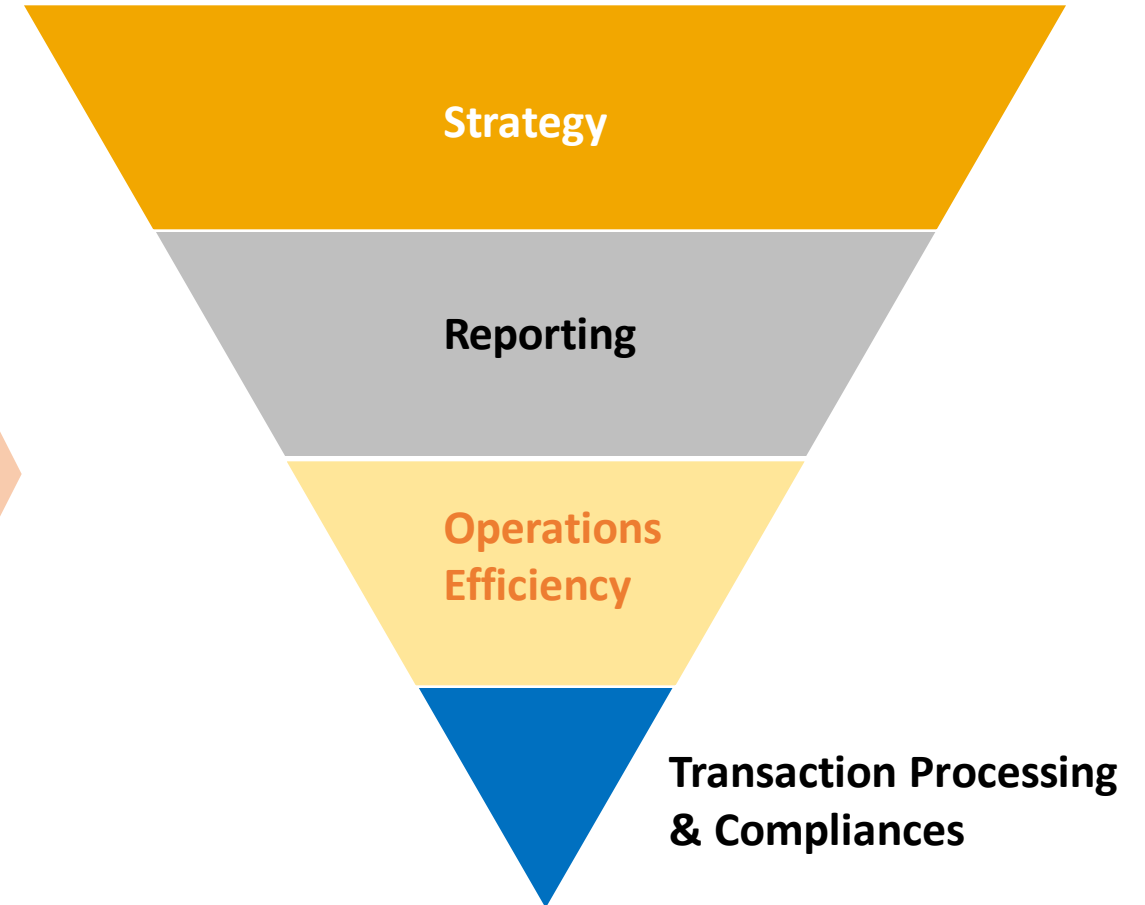 Strategy
Reporting
Operations
Efficiency
Transaction Processing
& Compliances